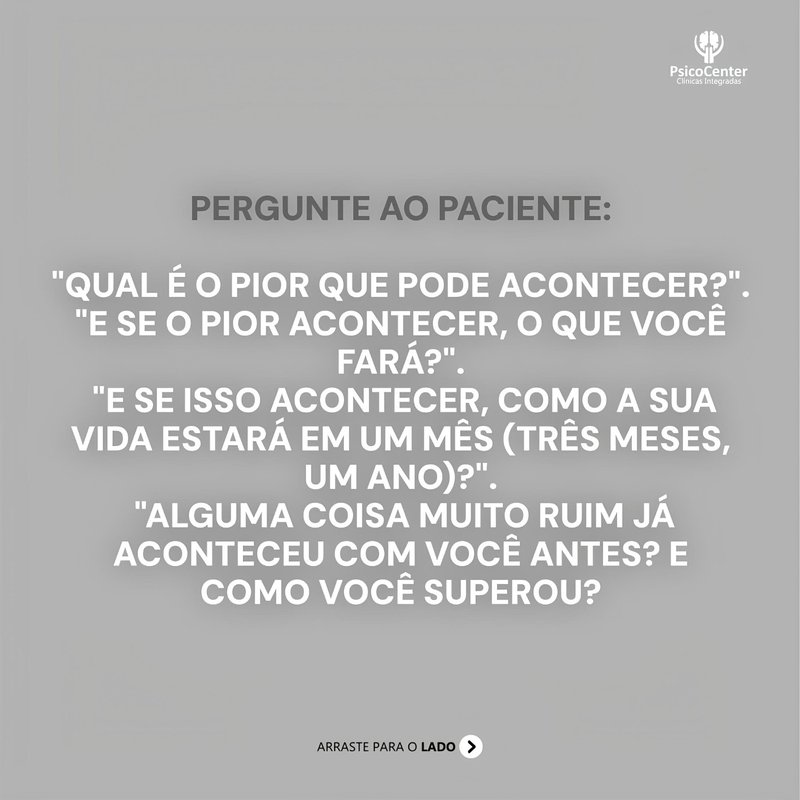 PsicoCenter
Clínicas Integradas
PERGUNTE AO PACIENTE:
"QUAL É O PIOR QUE PODE ACONTECER?".
"E SE O PIOR ACONTECER, O QUE VOCÊ
FARÁ?".
"E SE ISSO ACONTECER, COMO A SUA
VIDA ESTARÁ EM UM MÊS (TRÊS MESES,
UM ANO)?".
"ALGUMA COISA MUITO RUIM JÁ
ACONTECEU COM VOCÊ ANTES? E
COMO VOCÊ SUPEROU?
ARRASTE PARA O LADO